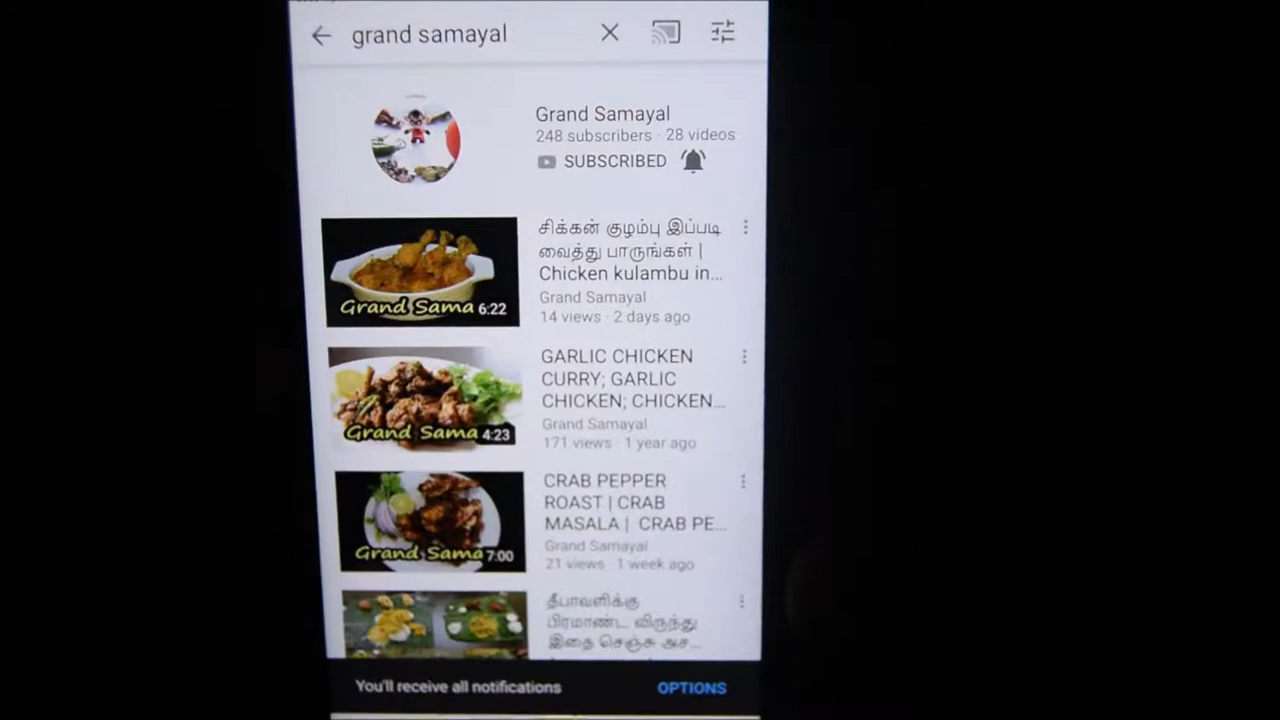 grand samayal
Grand Samayal
248 subscribers · 28 videos
SUBSCRIBED
சிக்கன் குழம்பு இப்படி
வைத்து பாருங்கள் |
Chicken kulambu in...
Grand Samayal
14 views · 2 days ago
Grand Sama 6:22
GARLIC CHICKEN
CURRY; GARLIC
CHICKEN; CHICKEN...
Grand Samayal
171 views · 1 year ago
Grand Sama 4:23
CRAB PEPPER
ROAST | CRAB
MASALA | CRAB PE...
Grand Samayal
21 views · 1 week ago
Grand Sama 7:00
தீபாவளிக்கு
பிரமாண்ட விருந்து
இதை செஞ்சு அச...
You'll receive all notifications
OPTIONS